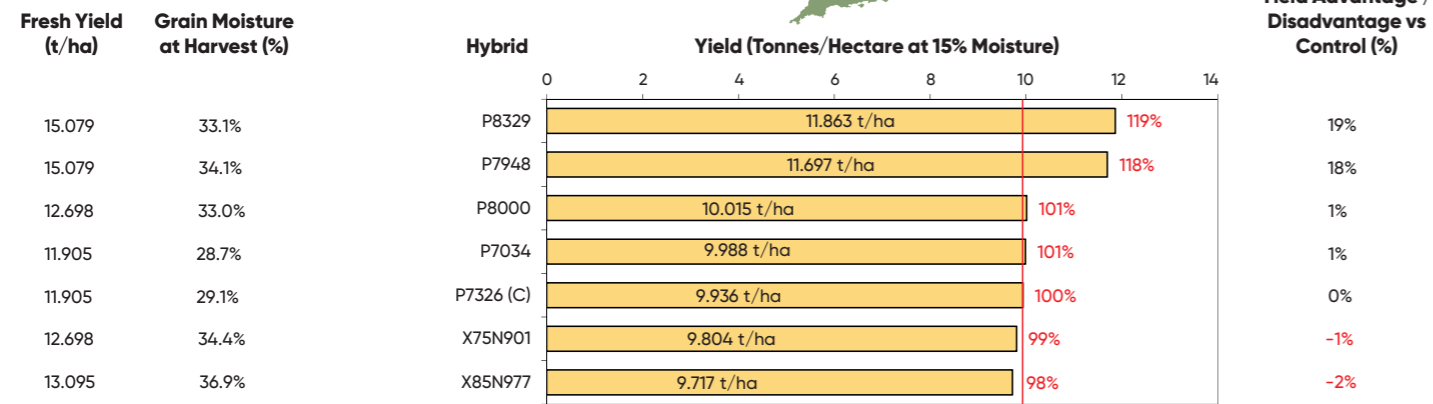 Fresh Yield (t/ha)
Grain Moisture at Harvest (%)
Hybrid
Yield (Tonnes/Hectare at 15% Moisture)
Disadvantage vs Control (%)
0 2 4 6 8 10 12 14
15.079 33.1% P8329 11.863 t/ha 119% 19%
15.079 34.1% P7948 11.697 t/ha 118% 18%
12.698 33.0% P8000 10.015 t/ha 101% 1%
11.905 28.7% P7034 9.988 t/ha 101% 1%
11.905 29.1% P7326 (C) 9.936 t/ha 100% 0%
12.698 34.4% X75N901 9.804 t/ha 99% -1%
13.095 36.9% X85N977 9.717 t/ha 98% -2%